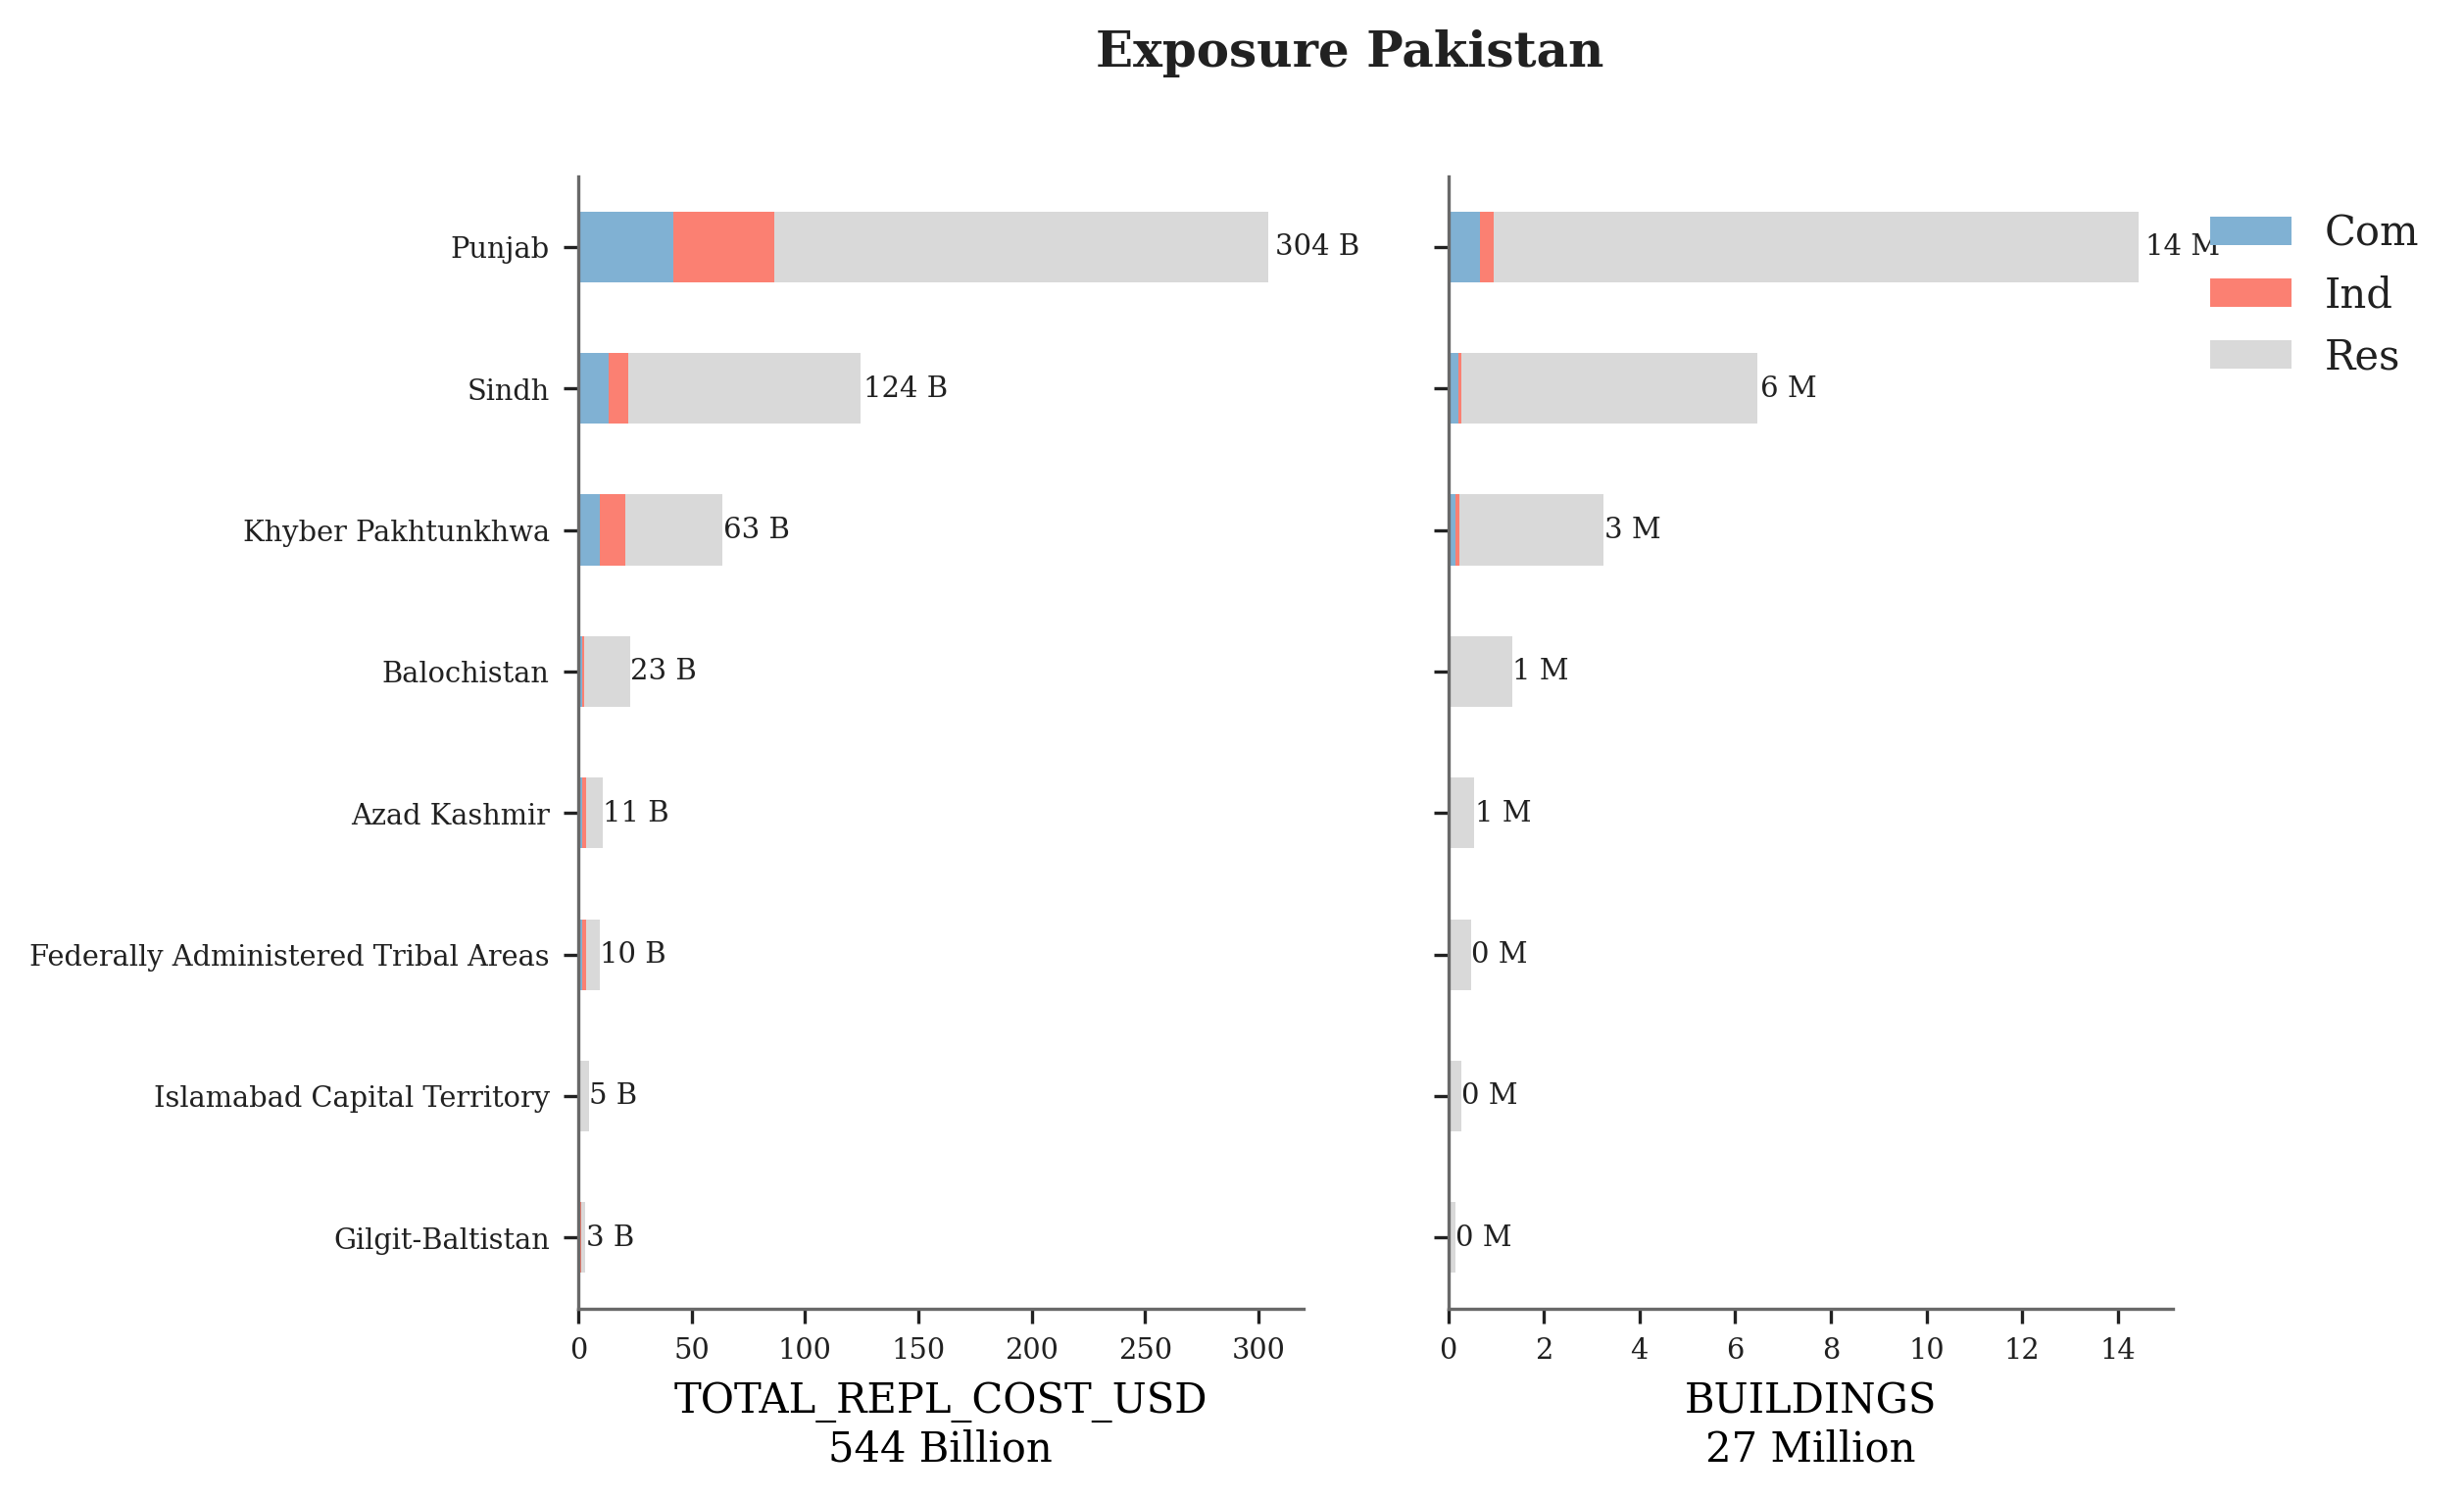 Exposure Pakistan
Punjab
Sindh
Khyber Pakhtunkhwa
Balochistan
Azad Kashmir
Federally Administered Tribal Areas
Islamabad Capital Territory
Gilgit-Baltistan
304 B
124 B
63 B
23 B
11 B
10 B
5 B
3 B
0 50 100 150 200 250 300
TOTAL_REPL_COST_USD
544 Billion
14 M
6 M
3 M
1 M
1 M
0 M
0 M
0 M
0 2 4 6 8 10 12 14
BUILDINGS
27 Million
Com
Ind
Res